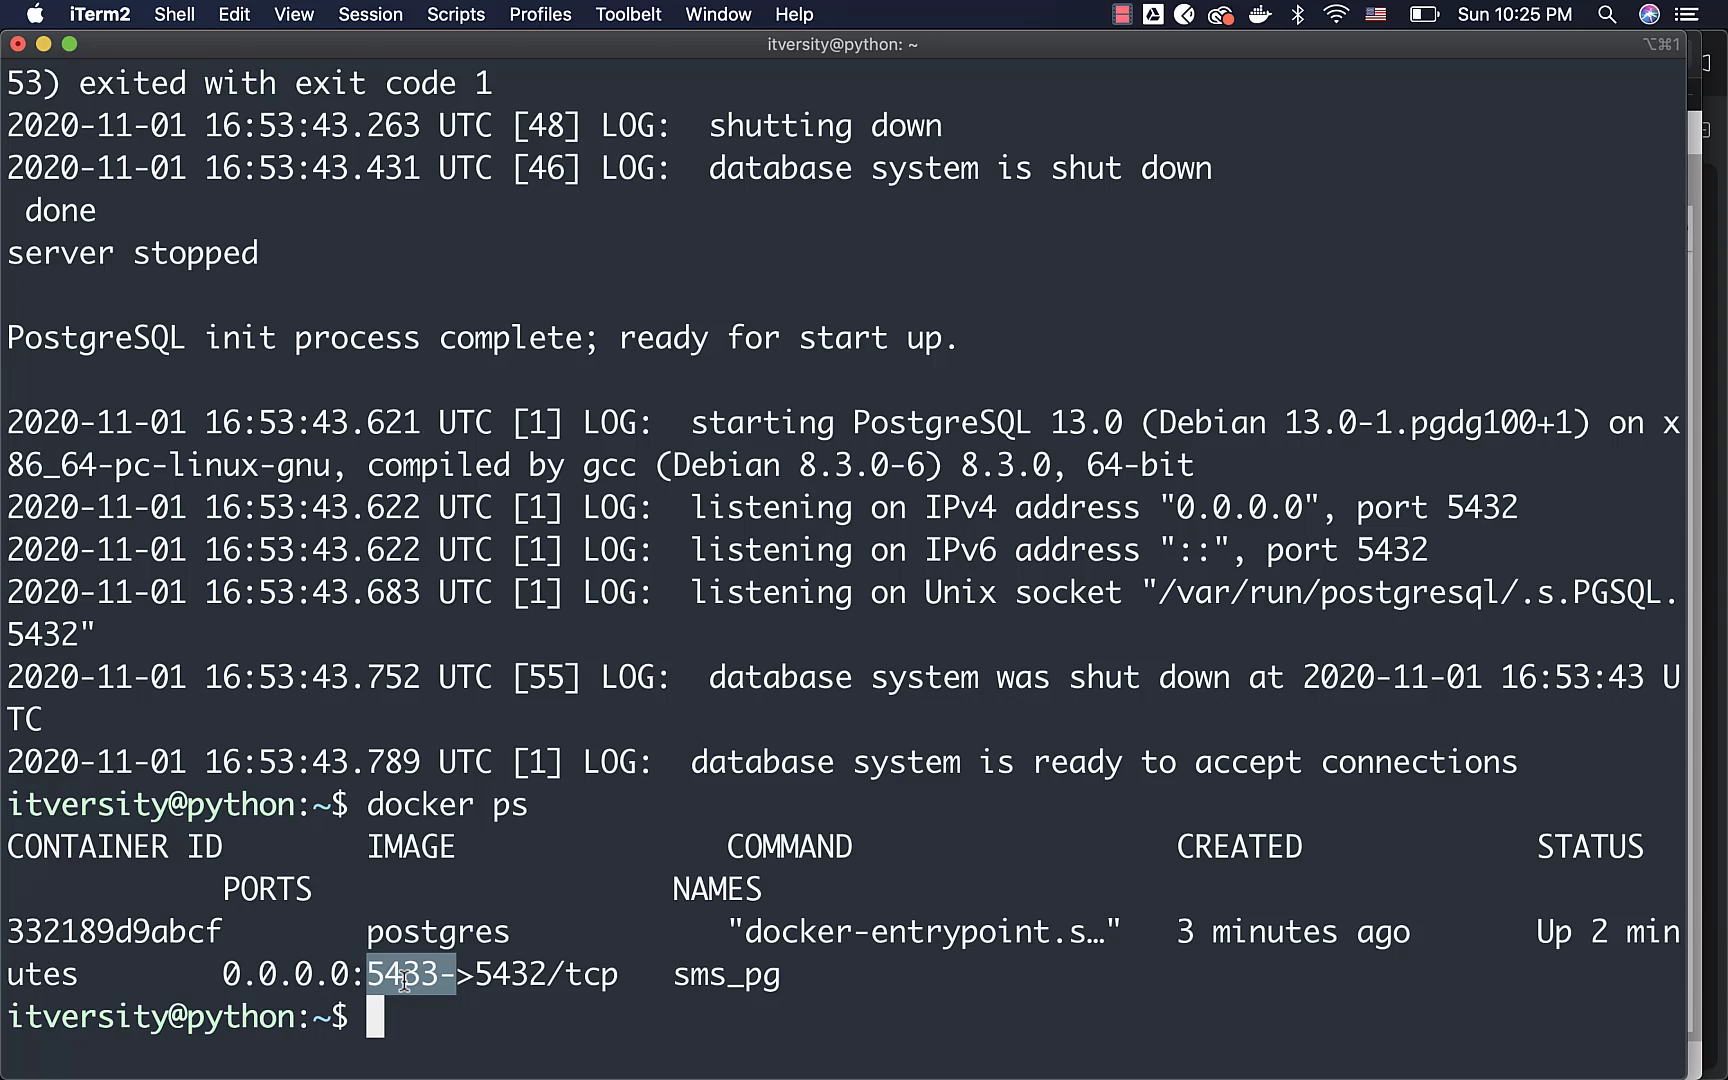 iTerm2 Shell Edit View Session Scripts Profiles Toolbelt Window Help Sun 10:25 PM
itversity@python: ~ ⌥⌘1
53) exited with exit code 1
2020-11-01 16:53:43.263 UTC [48] LOG:  shutting down
2020-11-01 16:53:43.431 UTC [46] LOG:  database system is shut down
 done
server stopped
PostgreSQL init process complete; ready for start up.
2020-11-01 16:53:43.621 UTC [1] LOG:  starting PostgreSQL 13.0 (Debian 13.0-1.pgdg100+1) on x
86_64-pc-linux-gnu, compiled by gcc (Debian 8.3.0-6) 8.3.0, 64-bit
2020-11-01 16:53:43.622 UTC [1] LOG:  listening on IPv4 address "0.0.0.0", port 5432
2020-11-01 16:53:43.622 UTC [1] LOG:  listening on IPv6 address "::", port 5432
2020-11-01 16:53:43.683 UTC [1] LOG:  listening on Unix socket "/var/run/postgresql/.s.PGSQL.
5432"
2020-11-01 16:53:43.752 UTC [55] LOG:  database system was shut down at 2020-11-01 16:53:43 U
TC
2020-11-01 16:53:43.789 UTC [1] LOG:  database system is ready to accept connections
itversity@python:~$ docker ps
CONTAINER ID        IMAGE               COMMAND                  CREATED             STATUS
            PORTS                    NAMES
332189d9abcf        postgres            "docker-entrypoint.s…"   3 minutes ago       Up 2 min
utes        0.0.0.0:5433->5432/tcp   sms_pg
itversity@python:~$